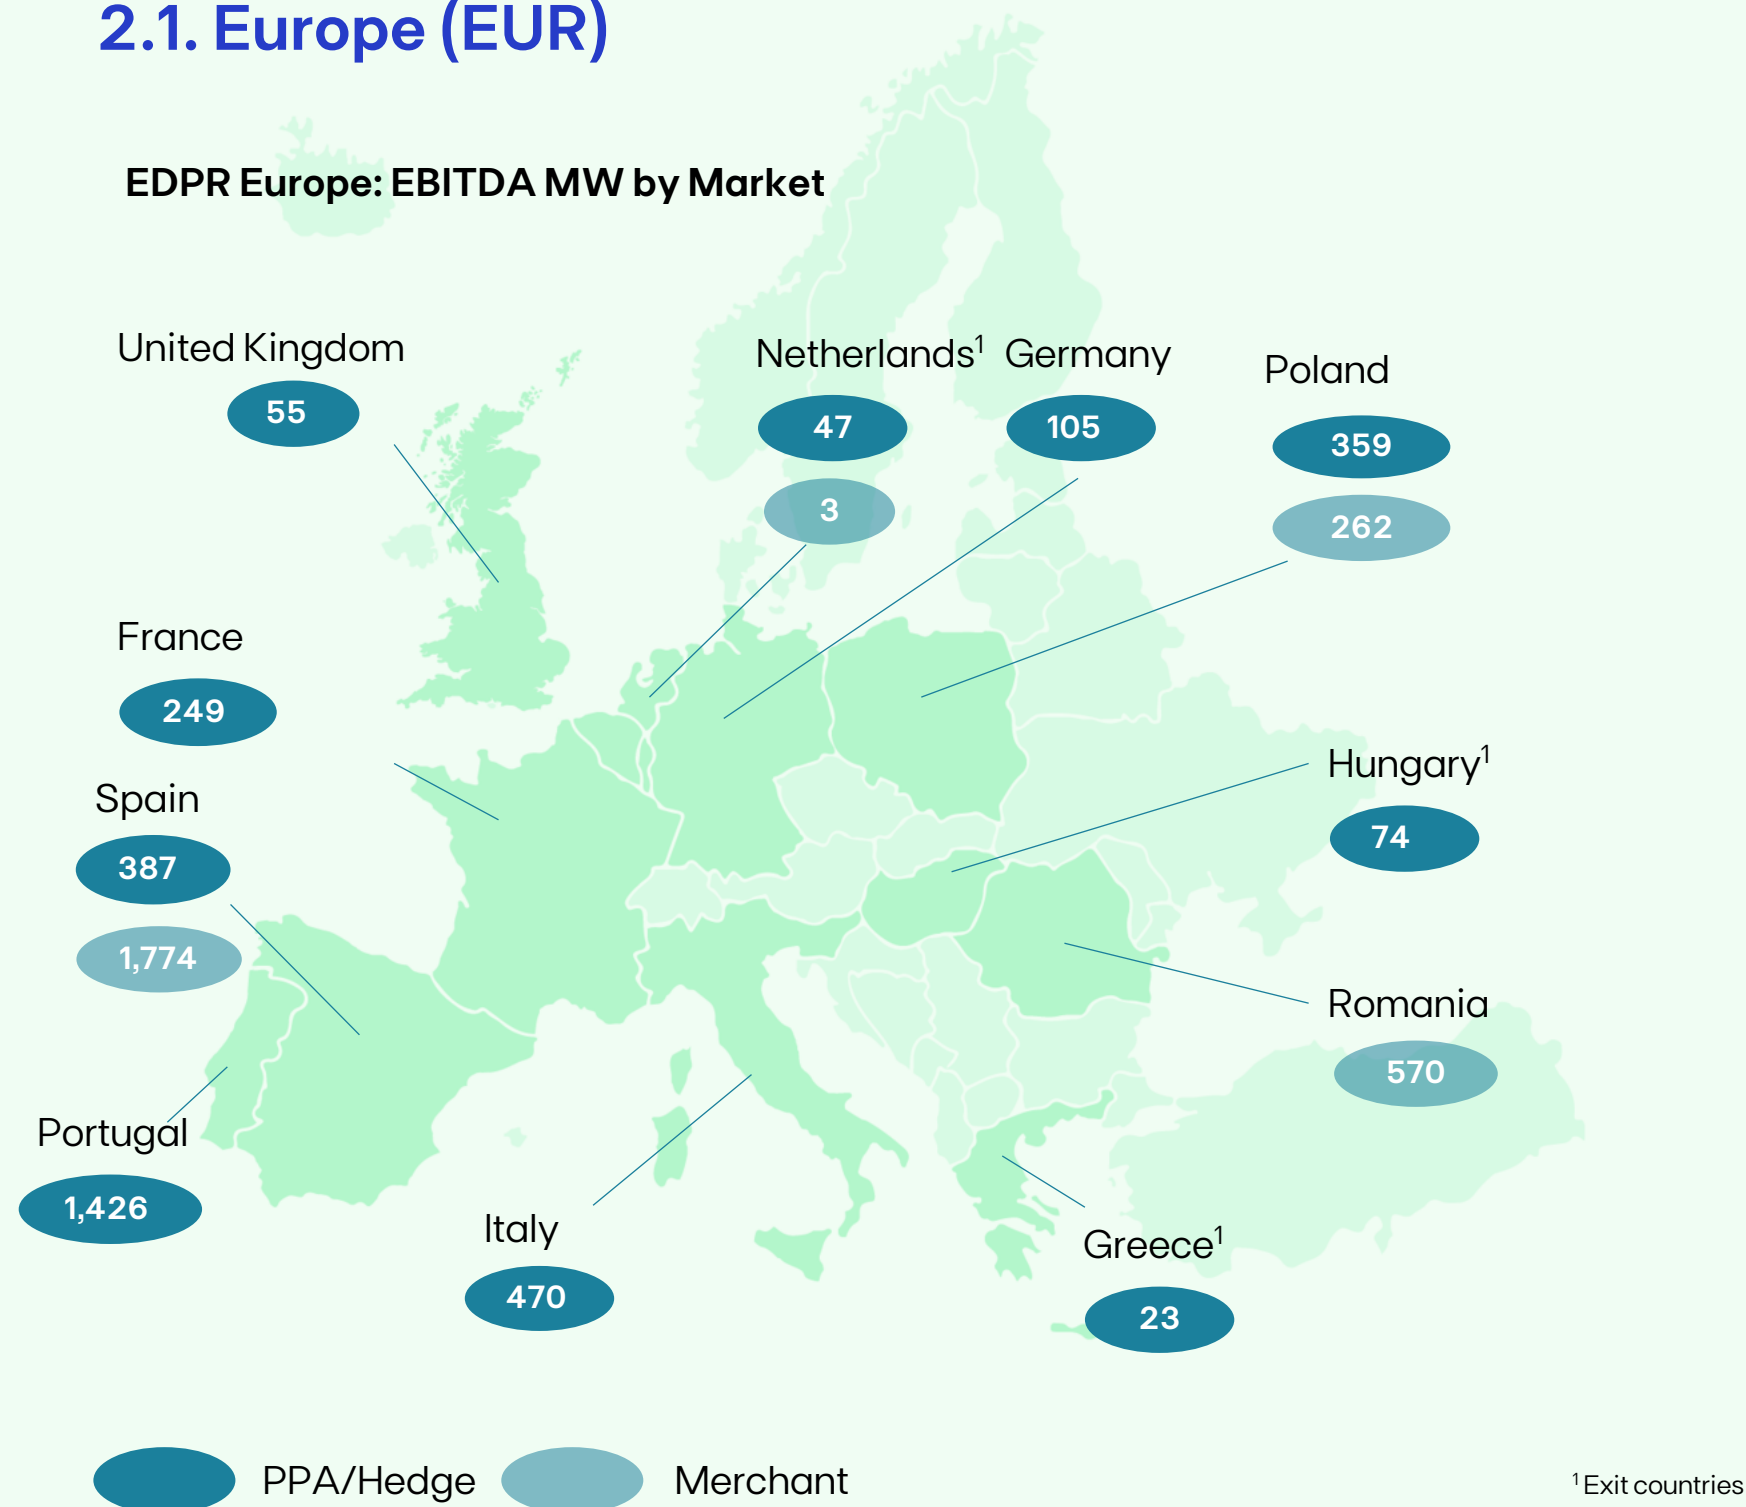 2.1. Europe (EUR)
EDPR Europe: EBITDA MW by Market
United Kingdom
55
Netherlands¹
47
3
Germany
105
Poland
359
262
France
249
Spain
387
1,774
Hungary¹
74
Romania
570
Portugal
1,426
Italy
470
Greece¹
23
PPA/Hedge
Merchant
¹ Exit countries